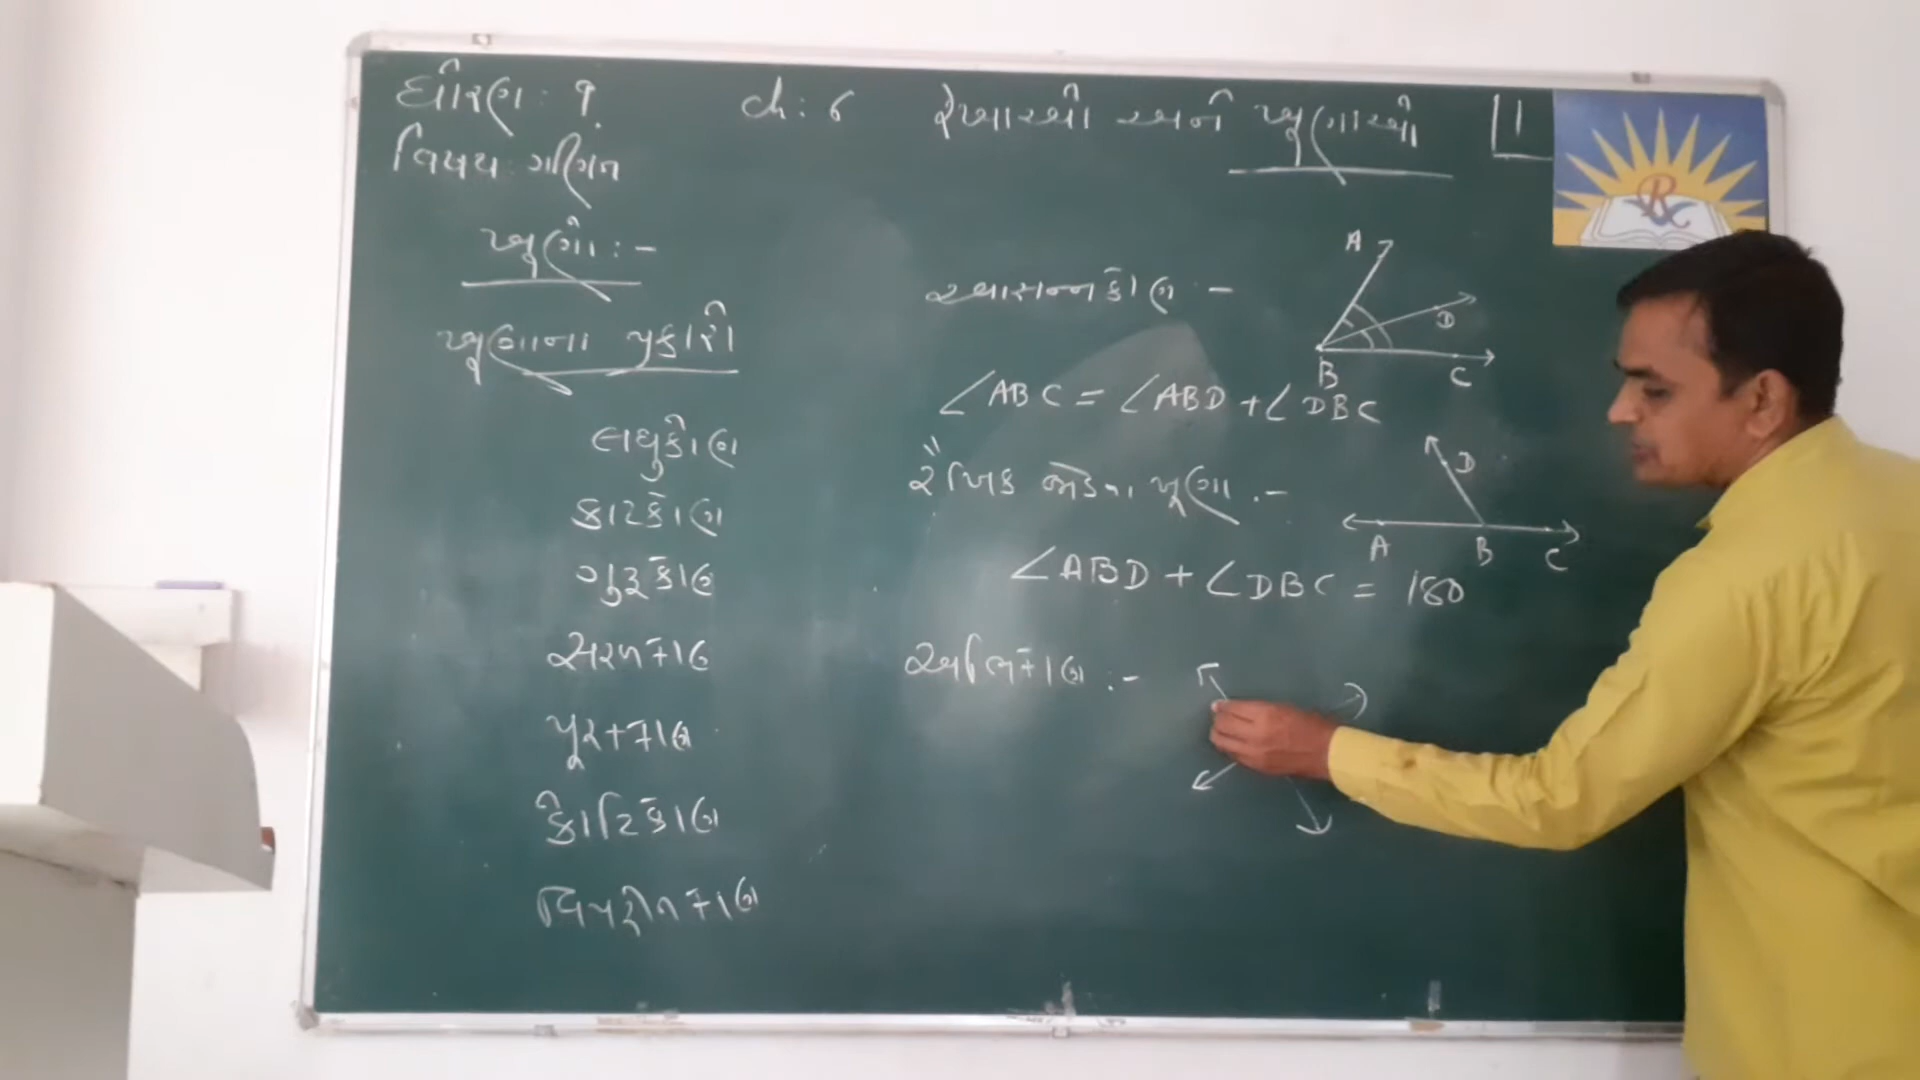 ધોરણ : 9. ch : 6 રેખાઓ અને ખૂણાઓ
વિષય : ગણિત
ખૂણો :-
ખૂણાના પ્રકારો
લઘુકોણ
કાટકોણ
ગુરુકોણ
સરળકોણ
પૂરકકોણ
કોટિકોણ
વિપરીતકોણ
આસન્નકોણ :-
A
D
B C
∠ABC = ∠ABD + ∠DBC
રૈખિક જોડના ખૂણા :-
D
A B C
∠ABD + ∠DBC = 180
અભિકોણ :-
R